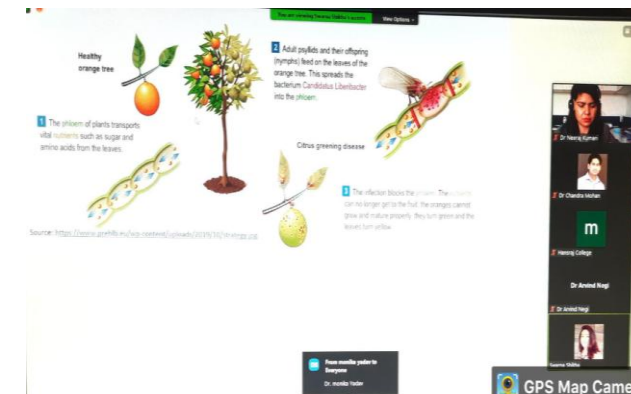 You are viewing
View Options
Healthy
orange tree
1 The phloem of plants transports
vital nutrients such as sugar and
amino acids from the leaves.
2 Adult psyllids and their offspring
(nymphs) feed on the leaves of the
orange tree. This spreads the
bacterium Candidatus Liberibacter
into the phloem.
Citrus greening disease
3 The infection blocks the phloem. The nutrients
can no longer get to the fruit: the oranges cannot
grow and mature properly, they turn green and the
leaves turn yellow.
Source:
Dr Neeraj Kumari
Dr Chandra Mohan
m
Hansraj College
Dr Arvind Negi
Dr Arvind Negi
From monika yadav to
Everyone
Dr. monika Yadav
GPS Map Came